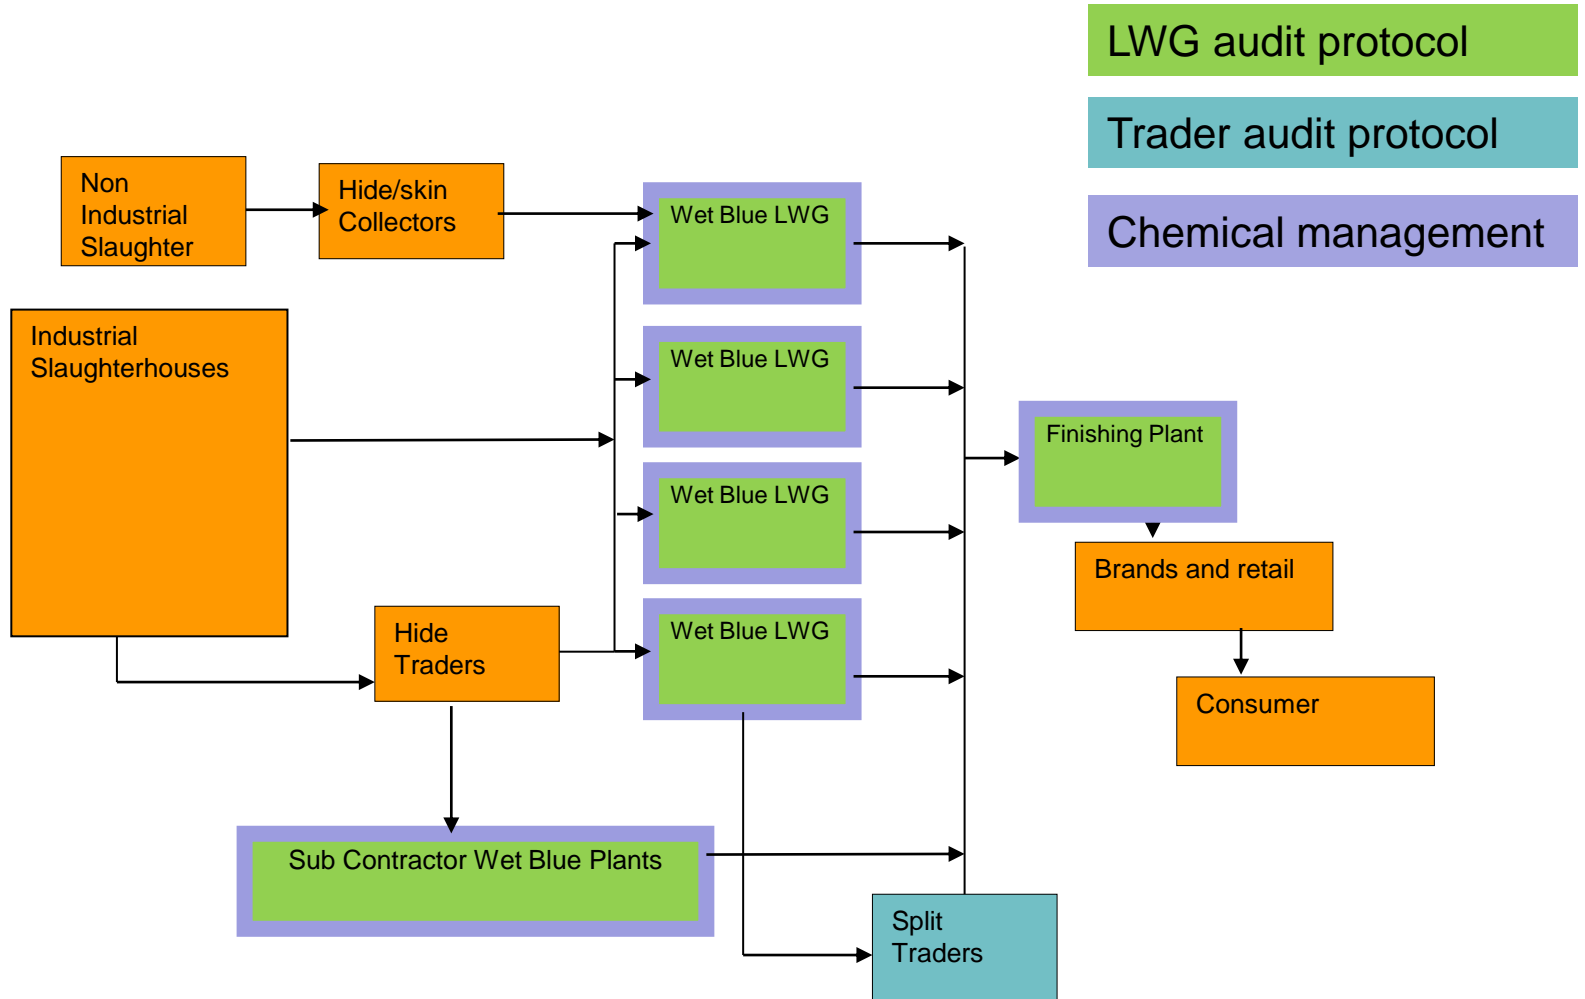 LWG audit protocol
Trader audit protocol
Chemical management
Non
Industrial
Slaughter
Hide/skin
Collectors
Wet Blue LWG
Industrial
Slaughterhouses
Wet Blue LWG
Finishing Plant
Wet Blue LWG
Brands and retail
Hide
Traders
Wet Blue LWG
Consumer
Sub Contractor Wet Blue Plants
Split
Traders